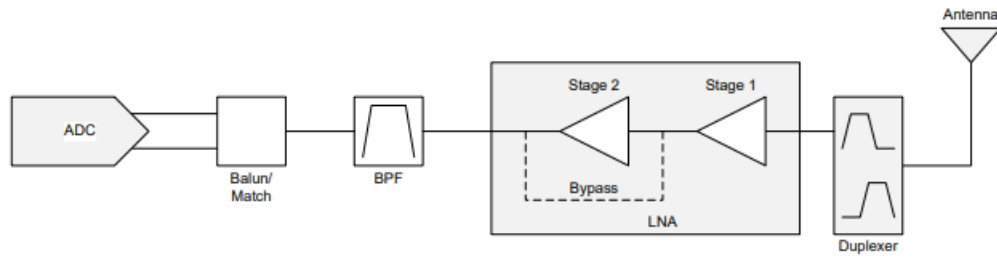 Antenna
Stage 2
Stage 1
ADC
Balun/
Match
BPF
Bypass
LNA
Duplexer